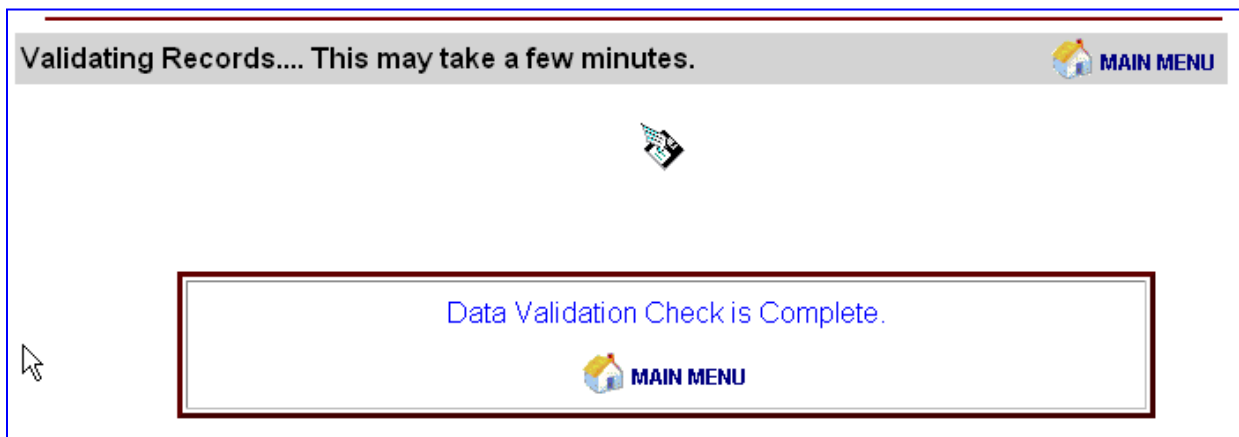 Validating Records.... This may take a few minutes.
MAIN MENU
Data Validation Check is Complete.
MAIN MENU